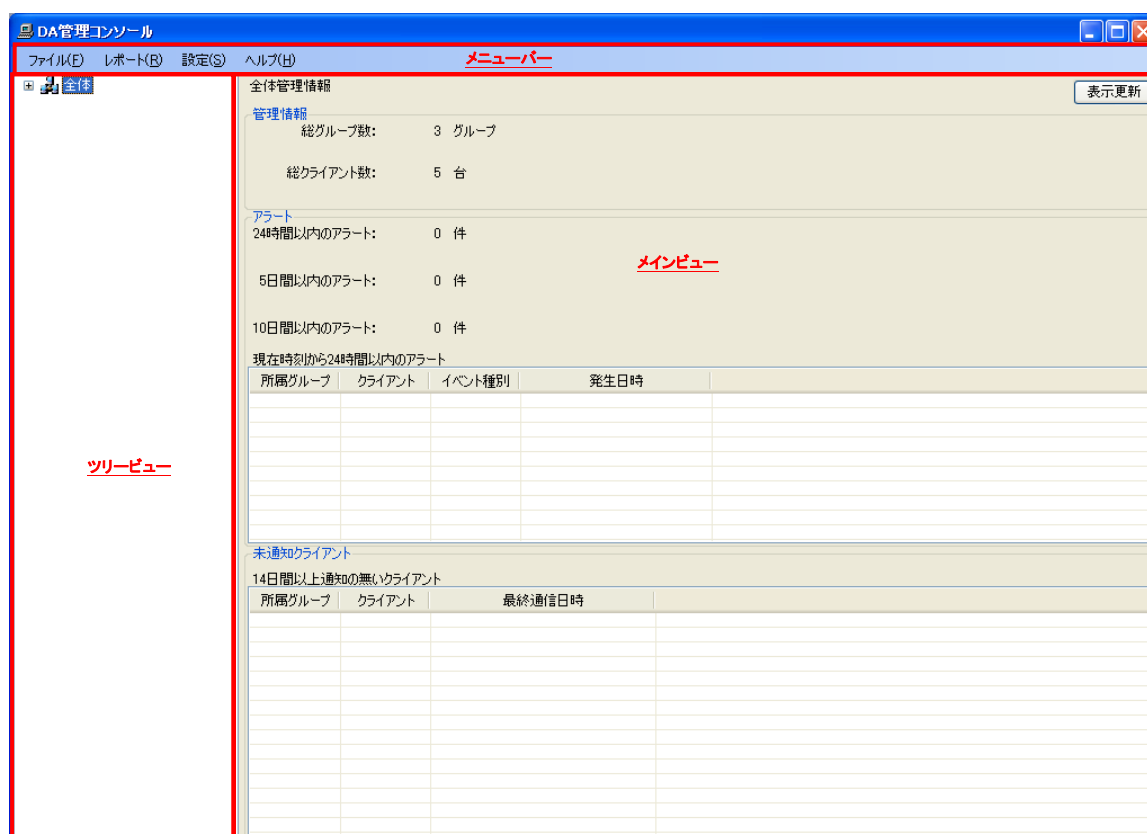 DA管理コンソール
ファイル(F) レポート(R) 設定(S) ヘルプ(H) メニューバー
全体
全体管理情報
表示更新
管理情報
総グループ数: 3 グループ
総クライアント数: 5 台
アラート
24時間以内のアラート: 0 件
メインビュー
5日間以内のアラート: 0 件
10日間以内のアラート: 0 件
現在時刻から24時間以内のアラート
所属グループ クライアント イベント種別 発生日時
ツリービュー
未通知クライアント
14日間以上通知の無いクライアント
所属グループ クライアント 最終通信日時